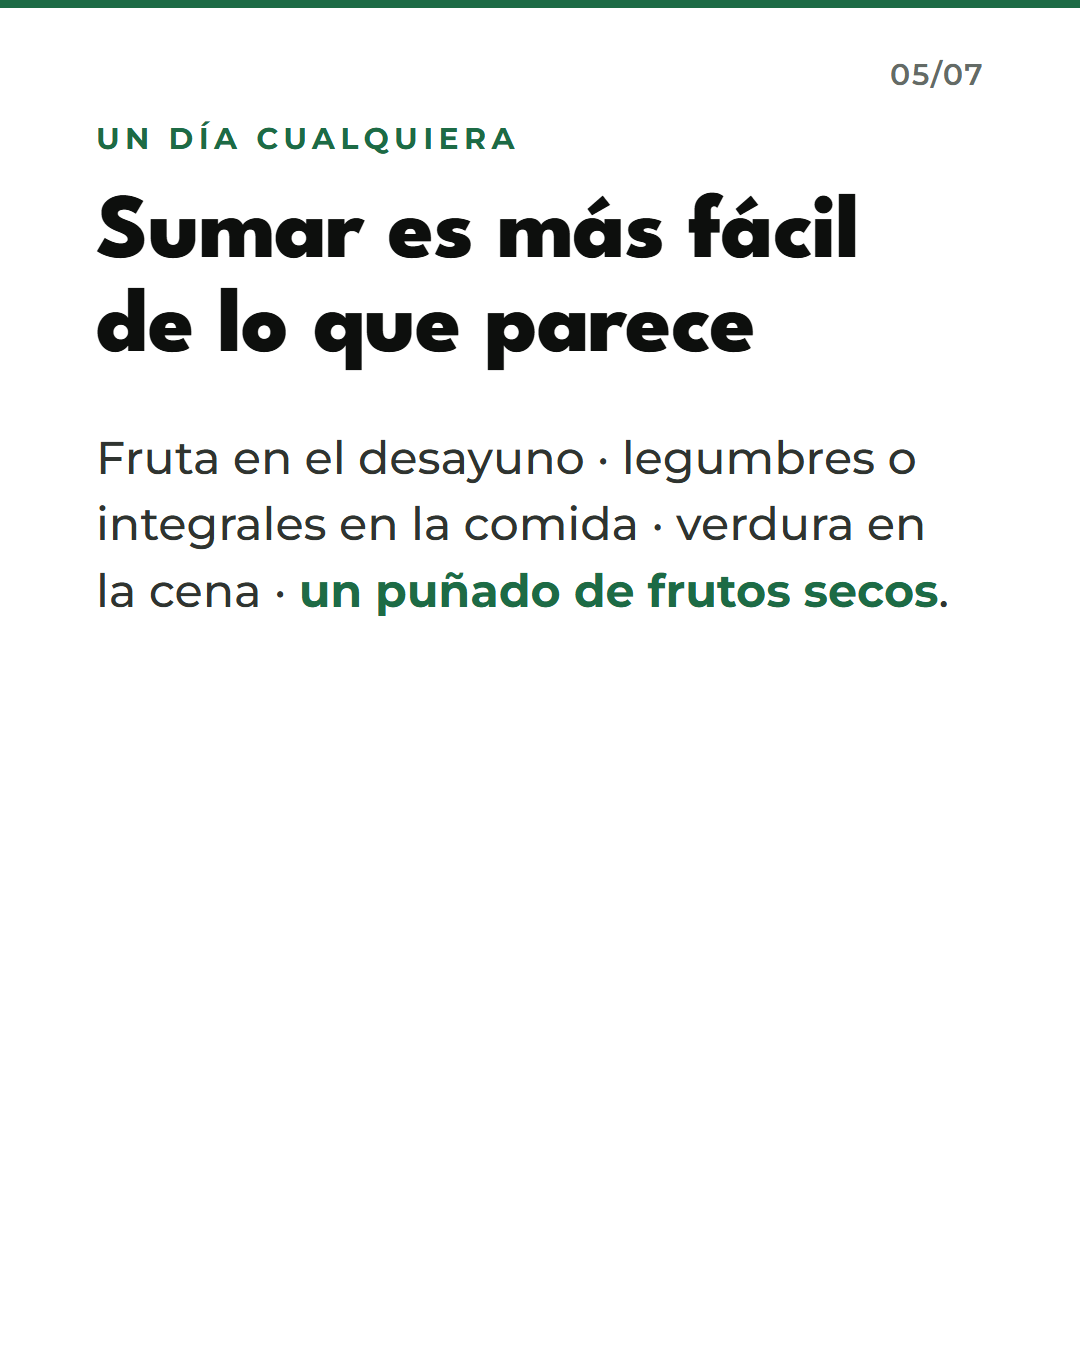 05/07
UN DÍA CUALQUIERA
Sumar es más fácil
de lo que parece
Fruta en el desayuno · legumbres o
integrales en la comida · verdura en
la cena · un puñado de frutos secos.